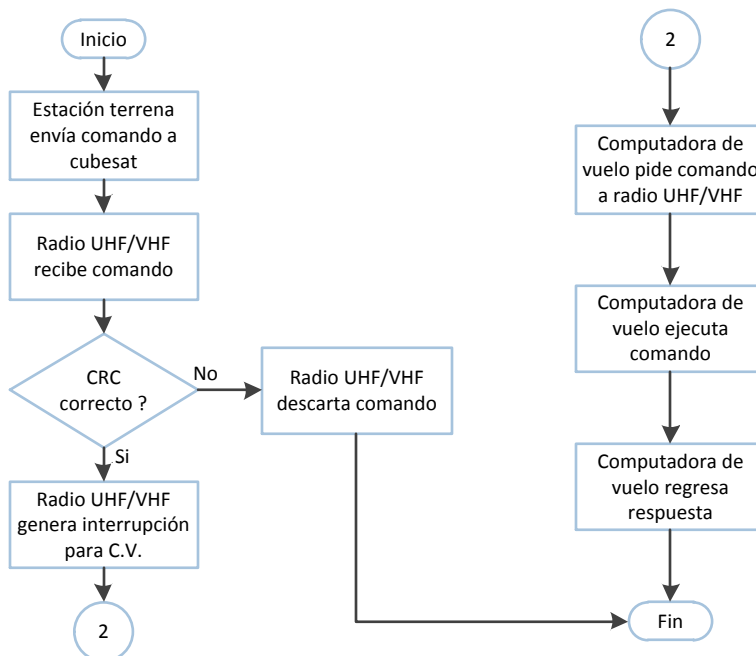 Inicio
Estación terrena
envía comando a
cubesat
Radio UHF/VHF
recibe comando
CRC
correcto ?
No
Radio UHF/VHF
descarta comando
Si
Radio UHF/VHF
genera interrupción
para C.V.
2
2
Computadora de
vuelo pide comando
a radio UHF/VHF
Computadora de
vuelo ejecuta
comando
Computadora de
vuelo regresa
respuesta
Fin